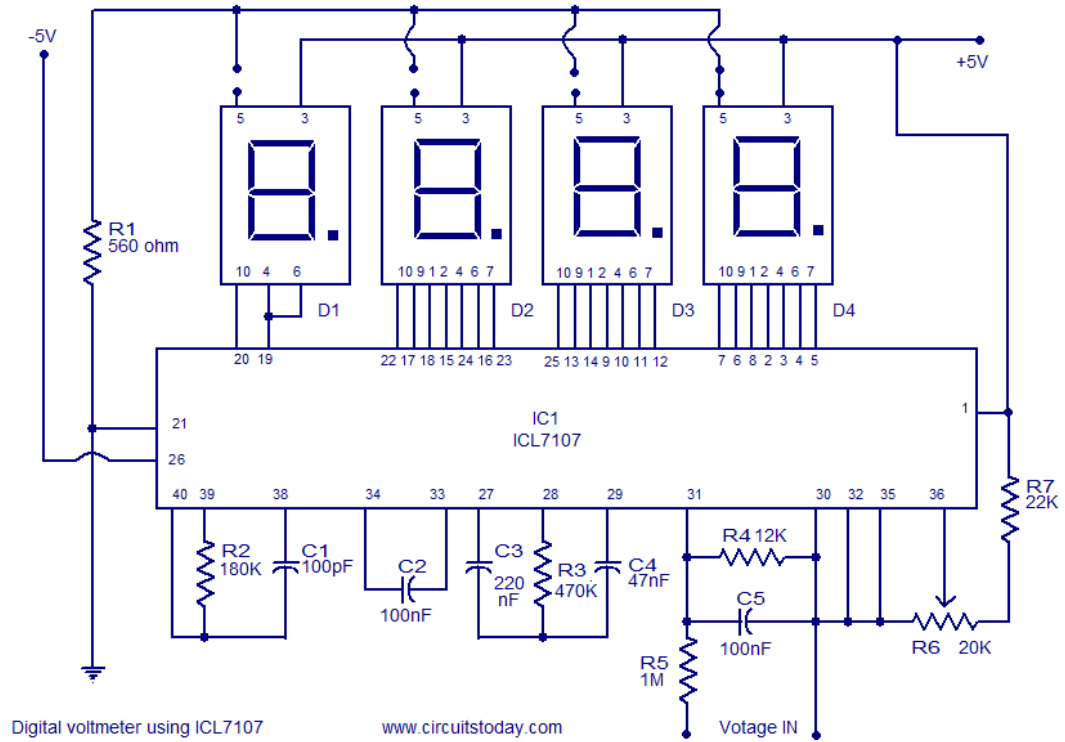 -5V
+5V
5 3 5 3 5 3 5 3
R1
560 ohm
10 4 6 10 9 1 2 4 6 7 10 9 1 2 4 6 7 10 9 1 2 4 6 7
D1 D2 D3 D4
20 19 22 17 18 15 24 16 23 25 13 14 9 10 11 12 7 6 8 2 3 4 5
IC1
ICL7107
1
21
26
40 39 38 34 33 27 28 29 31 30 32 35 36
R7
22K
R2
180K
C1
100pF
C2
100nF
C3
220
nF
R3
470K
C4
47nF
R4 12K
C5
100nF
R5
1M
R6 20K
Digital voltmeter using ICL7107 www.circuitstoday.com Votage IN